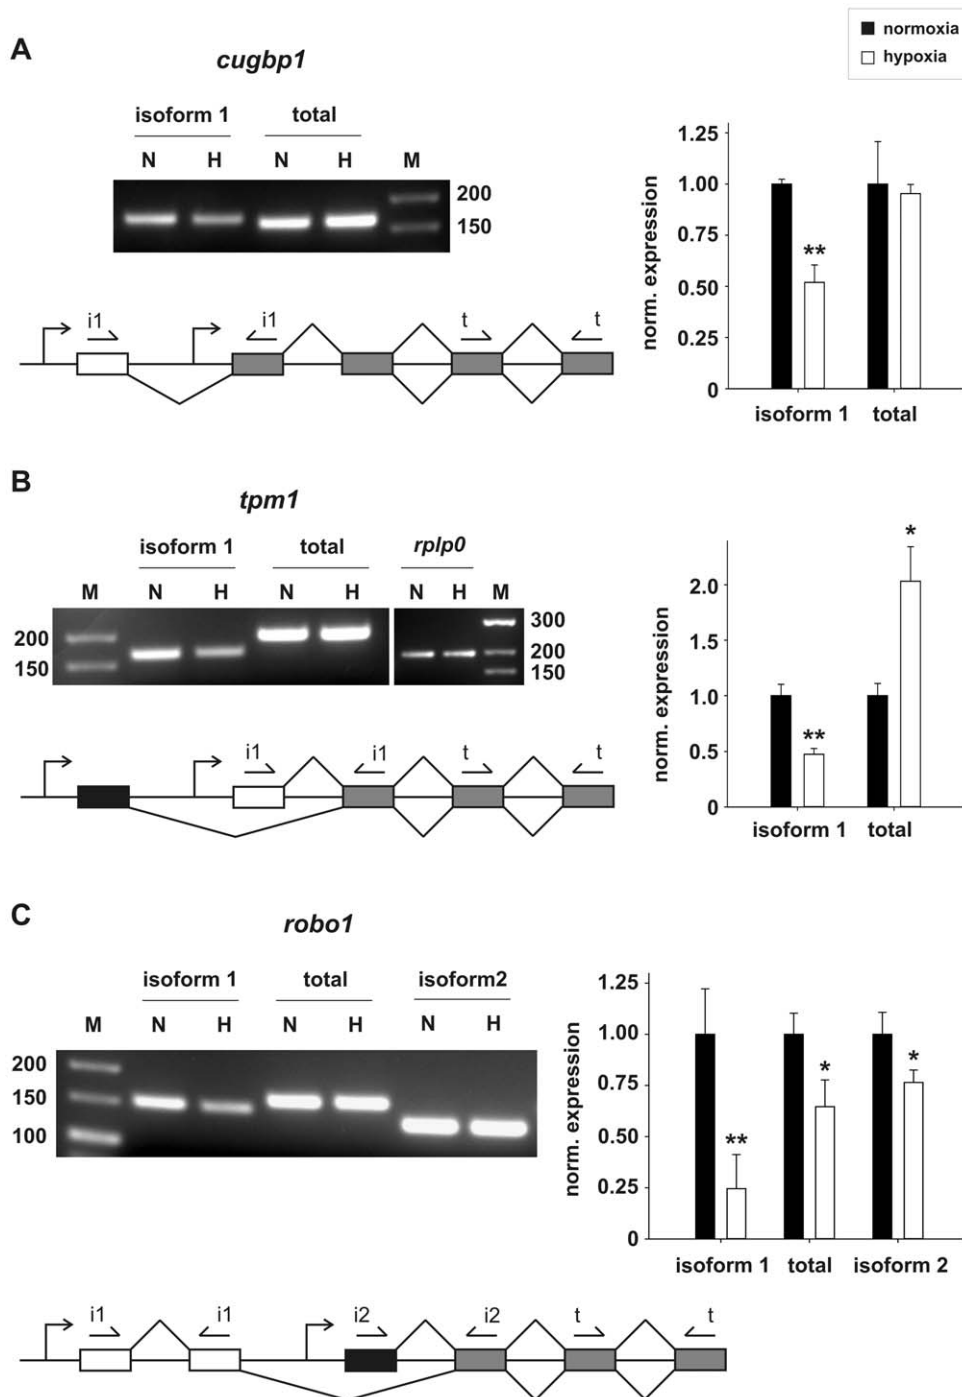 normoxia
hypoxia
A
cugbp1
isoform 1 total
N H N H M
200
150
i1 i1 t t
norm. expression
1.25
1.00
0.75
0.50
0.25
0
**
isoform 1 total
B
tpm1
isoform 1 total rplp0
M N H N H N H M
200
150
300
200
150
i1 i1 t t
norm. expression
2.0
1.5
1.0
0.5
0
**
*
isoform 1 total
C
robo1
isoform 1 total isoform2
M N H N H N H
200
150
100
norm. expression
1.25
1.00
0.75
0.50
0.25
0
**
*
*
isoform 1 total isoform 2
i1 i1 i2 i2 t t